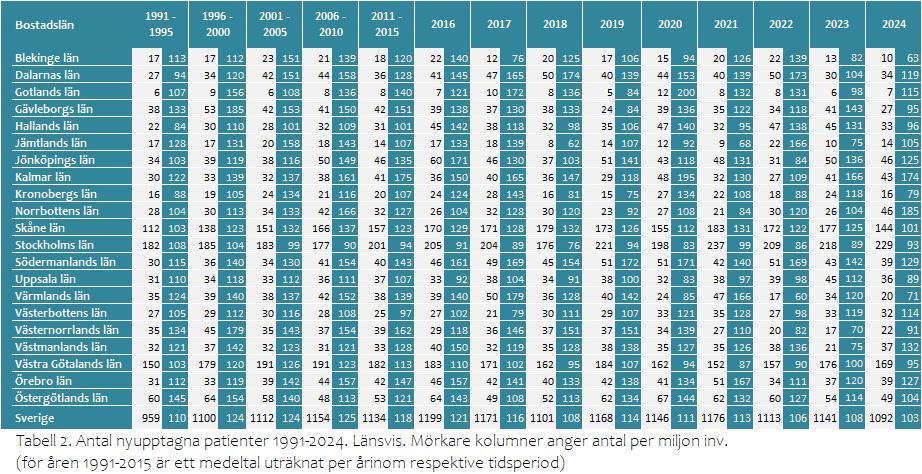 Bostadslän 1991 - 1995 1996 - 2000 2001 - 2005 2006 - 2010 2011 - 2015 2016 2017 2018 2019 2020 2021 2022 2023 2024
Blekinge län 17 113 17 112 23 151 21 139 18 120 22 140 12 76 20 125 17 106 15 94 20 126 22 139 13 82 10 63
Dalarnas län 27 94 34 120 42 151 44 158 36 128 41 145 47 165 50 174 40 139 44 153 40 139 50 173 30 104 34 119
Gotlands län 6 107 9 156 6 108 8 136 8 140 7 121 10 172 8 136 5 84 12 200 8 132 8 131 6 98 7 115
Gävleborgs län 38 133 53 185 42 153 41 150 42 151 39 138 37 130 38 133 24 84 39 136 35 122 34 118 41 143 27 95
Hallands län 22 84 30 110 28 101 32 109 31 101 45 142 38 118 32 98 35 106 47 140 32 95 47 138 45 131 33 96
Jämtlands län 17 128 17 131 20 158 18 143 14 107 17 133 18 139 8 62 14 107 12 92 9 68 22 166 10 75 14 105
Jönköpings län 34 103 39 119 38 116 50 149 46 135 60 171 46 130 37 103 51 141 43 118 48 131 31 84 50 136 46 125
Kalmar län 30 122 33 139 32 137 38 161 41 175 36 150 40 165 36 147 29 118 48 195 32 130 27 109 41 166 43 174
Kronobergs län 16 88 19 105 24 134 21 116 20 107 24 124 28 143 16 81 15 75 27 134 22 108 18 88 24 118 16 79
Norrbottens län 28 104 30 113 34 133 42 166 32 127 26 104 32 128 30 120 23 92 27 108 21 84 30 120 26 104 46 185
Skåne län 112 103 138 123 151 132 166 137 157 123 170 129 171 128 179 132 173 126 155 112 183 131 172 122 177 125 144 101
Stockholms län 182 108 185 104 183 99 177 90 201 94 205 91 204 89 176 76 221 94 198 83 237 99 209 86 218 89 229 93
Södermanlands län 30 115 36 140 34 130 41 154 40 143 46 161 49 169 45 154 51 172 51 171 42 140 51 169 43 142 39 129
Uppsala län 31 110 34 118 33 112 36 111 37 107 33 92 38 104 34 91 38 100 32 83 38 97 39 98 45 112 36 89
Värmlands län 35 124 39 140 38 137 42 152 38 139 39 140 50 179 36 128 40 142 24 85 47 166 17 60 34 120 20 71
Västerbottens län 27 105 29 112 30 116 28 108 25 97 27 102 21 79 30 111 29 107 33 121 35 128 27 98 33 119 32 114
Västernorrlands län 35 134 45 179 35 143 37 154 39 162 29 118 36 146 37 151 37 151 34 139 27 110 20 82 17 70 22 91
Västmanlands län 32 121 37 142 32 123 31 121 33 128 40 150 32 119 35 128 38 138 35 127 35 126 38 136 21 75 37 132
Västra Götalands län 150 103 179 120 191 126 191 123 182 113 183 110 171 102 162 95 184 107 162 94 152 87 157 90 176 100 169 95
Örebro län 31 112 33 119 39 142 44 157 42 147 46 157 42 141 40 133 42 138 41 134 51 167 34 111 37 120 39 127
Östergötlands län 60 145 64 154 58 140 48 113 53 121 64 143 49 108 52 113 62 134 67 144 62 132 60 127 54 114 49 104
Sverige 959 110 1100 124 1112 124 1154 125 1134 118 1199 121 1171 116 1101 108 1168 114 1146 111 1176 113 1113 106 1141 108 1092 103
Tabell 2. Antal nyupptagna patienter 1991-2024. Länsvis. Mörkare kolumner anger antal per miljon inv.
(för åren 1991-2015 är ett medeltal uträknat per årinom respektive tidsperiod)